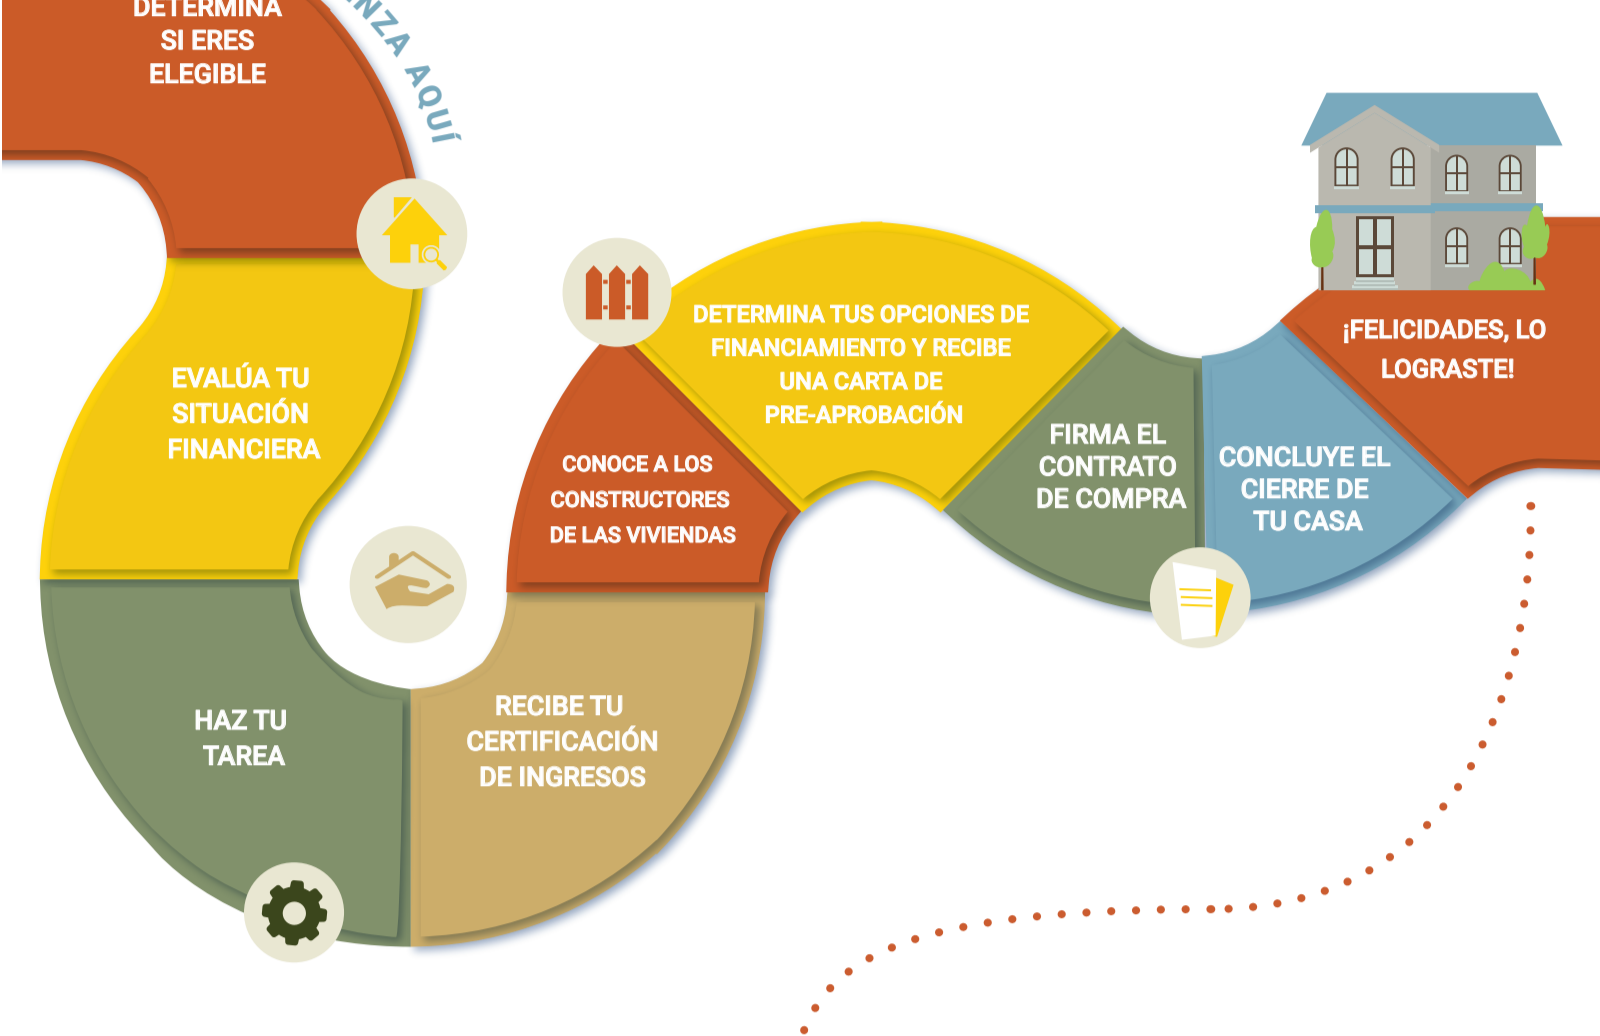 DETERMINA
SI ERES
ELEGIBLE
AQUÍ
EVALÚA TU
SITUACIÓN
FINANCIERA
HAZ TU
TAREA
RECIBE TU
CERTIFICACIÓN
DE INGRESOS
CONOCE A LOS
CONSTRUCTORES
DE LAS VIVIENDAS
DETERMINA TUS OPCIONES DE
FINANCIAMIENTO Y RECIBE
UNA CARTA DE
PRE-APROBACIÓN
FIRMA EL
CONTRATO
DE COMPRA
CONCLUYE EL
CIERRE DE
TU CASA
¡FELICIDADES, LO
LOGRASTE!